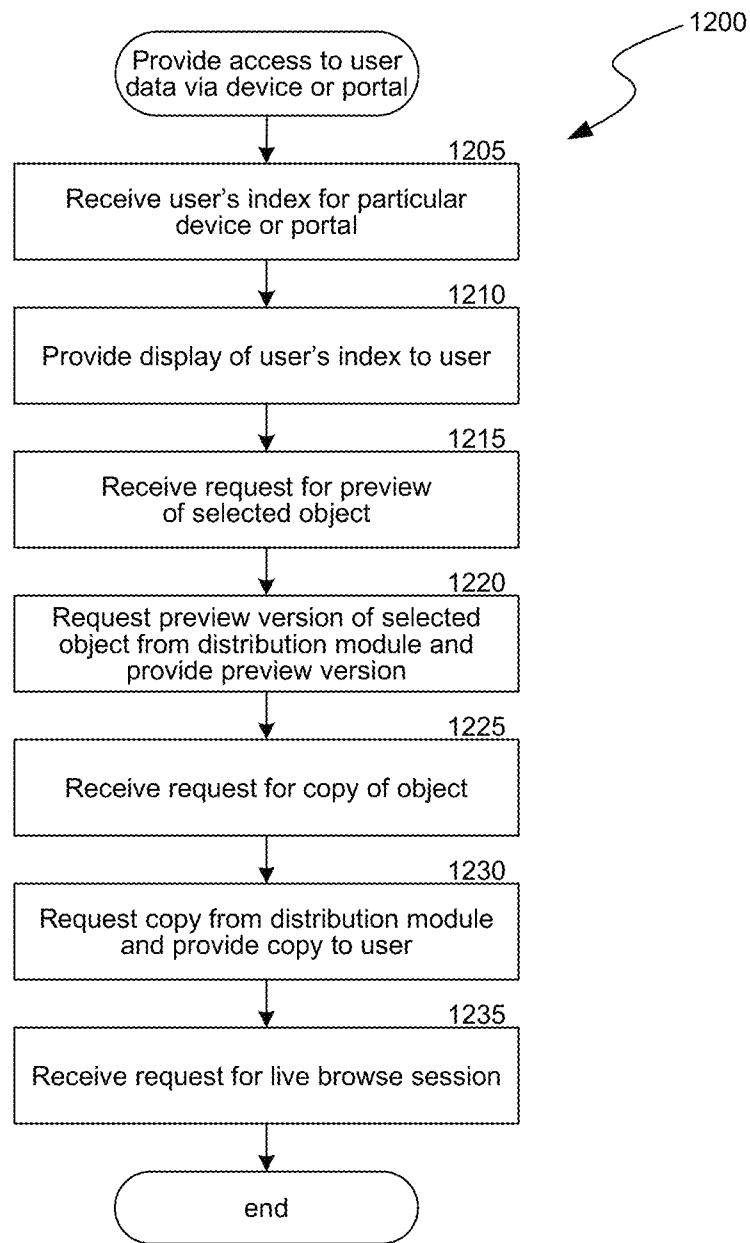 1200
Provide access to user
data via device or portal
1205
Receive user's index for particular
device or portal
1210
Provide display of user's index to user
1215
Receive request for preview
of selected object
1220
Request preview version of selected
object from distribution module and
provide preview version
1225
Receive request for copy of object
1230
Request copy from distribution module
and provide copy to user
1235
Receive request for live browse session
end